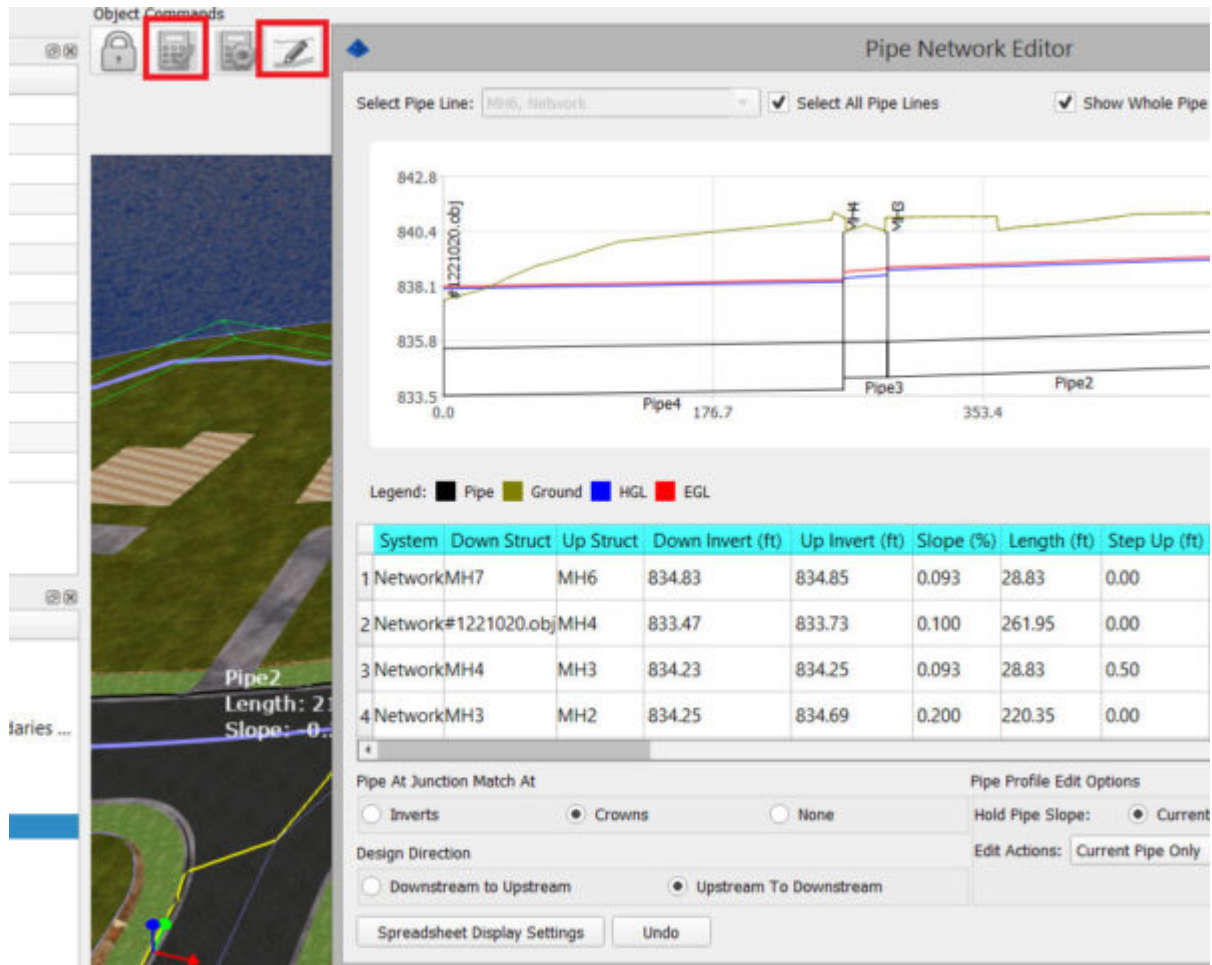 Object Commands
Pipe Network Editor
Select Pipe Line: MH6, Network Select All Pipe Lines Show Whole Pipe
842.8
840.4
838.1
835.8
833.5
#1221020.obj
MH4
MH3
Pipe4
Pipe3
Pipe2
0.0 176.7 353.4
Legend: Pipe Ground HGL EGL
System Down Struct Up Struct Down Invert (ft) Up Invert (ft) Slope (%) Length (ft) Step Up (ft)
1 Network MH7 MH6 834.83 834.85 0.093 28.83 0.00
2 Network #1221020.obj MH4 833.47 833.73 0.100 261.95 0.00
3 Network MH4 MH3 834.23 834.25 0.093 28.83 0.50
4 Network MH3 MH2 834.25 834.69 0.200 220.35 0.00
Pipe2
Length: 21
Slope: -0.
daries ...
Pipe At Junction Match At
Inverts Crowns None
Design Direction
Downstream to Upstream Upstream To Downstream
Pipe Profile Edit Options
Hold Pipe Slope: Current
Edit Actions: Current Pipe Only
Spreadsheet Display Settings Undo